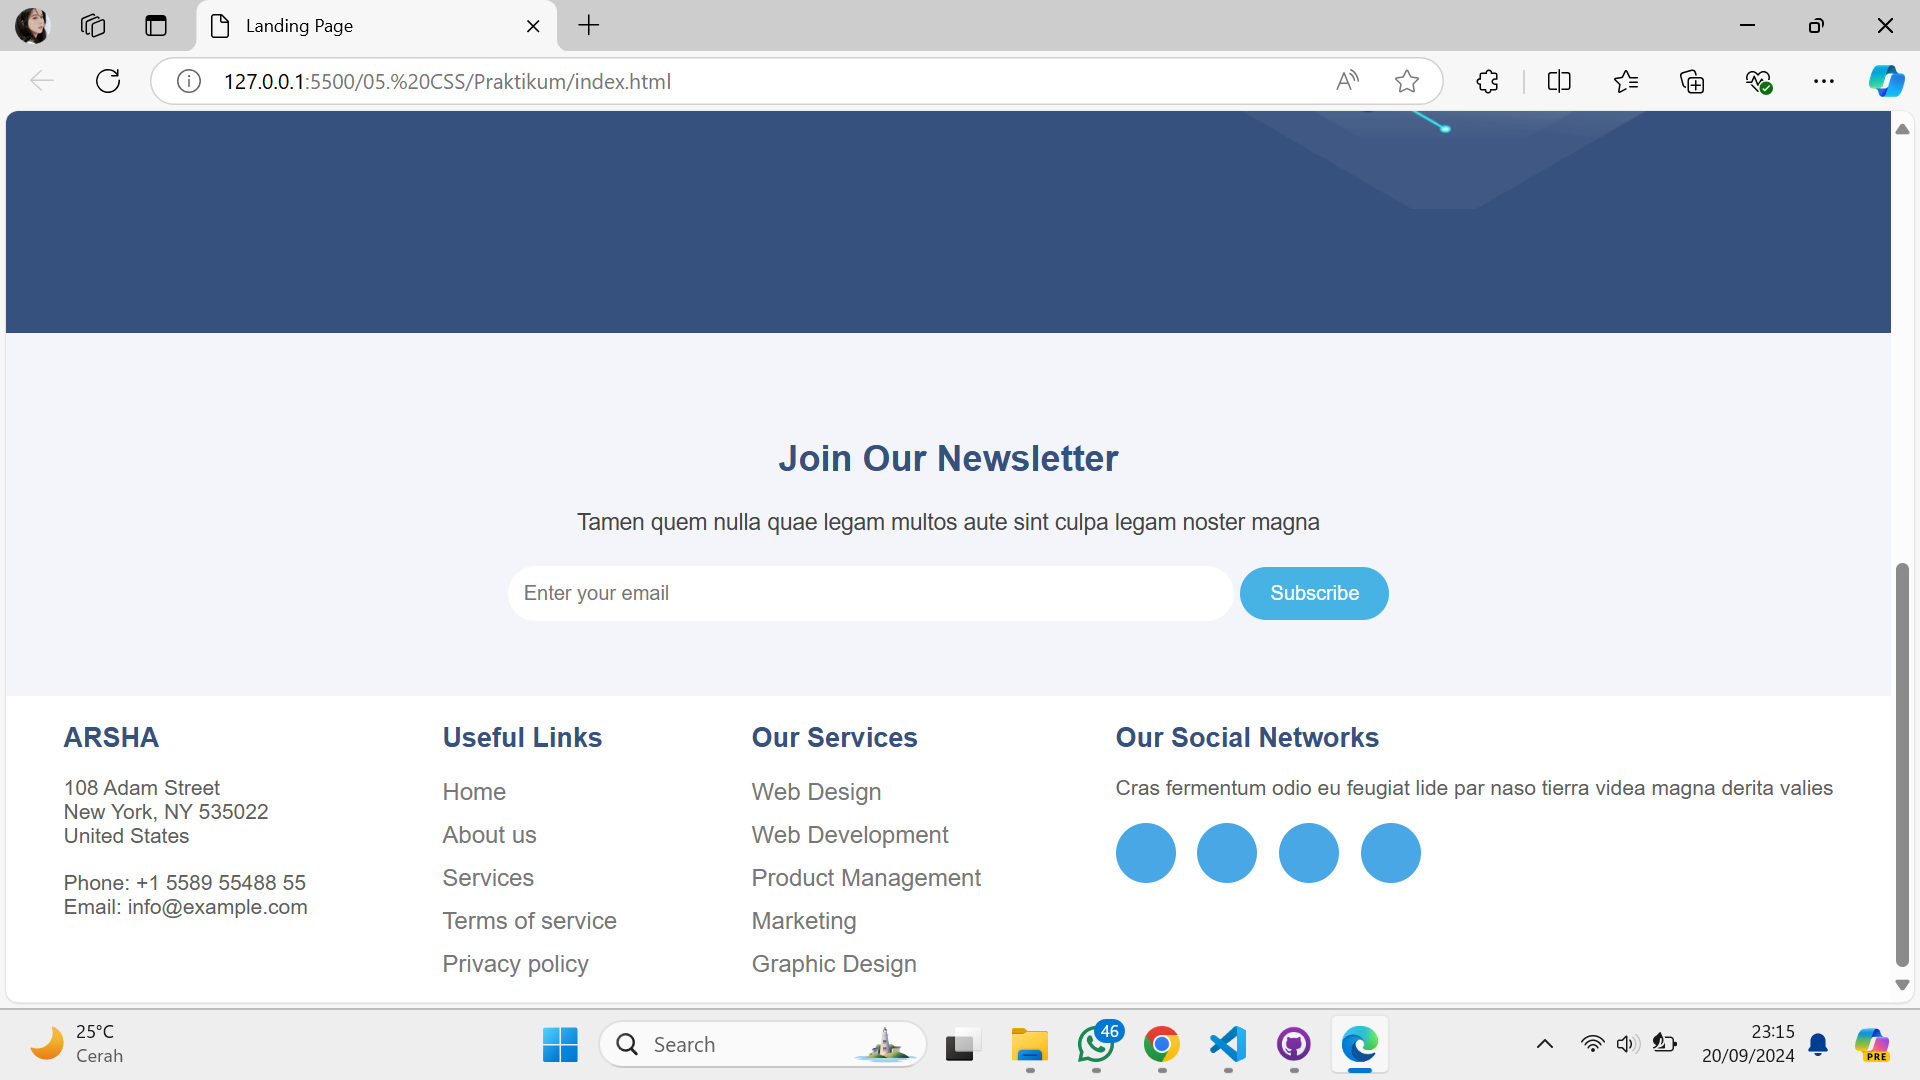 Landing Page
127.0.0.1:5500/05.%20CSS/Praktikum/index.html
Join Our Newsletter
Tamen quem nulla quae legam multos aute sint culpa legam noster magna
Enter your email
Subscribe
ARSHA
108 Adam Street
New York, NY 535022
United States
Phone: +1 5589 55488 55
Email: info@example.com
Useful Links
Home
About us
Services
Terms of service
Privacy policy
Our Services
Web Design
Web Development
Product Management
Marketing
Graphic Design
Our Social Networks
Cras fermentum odio eu feugiat lide par naso tierra videa magna derita valies
25°C
Cerah
Search
46
23:15
20/09/2024
PRE